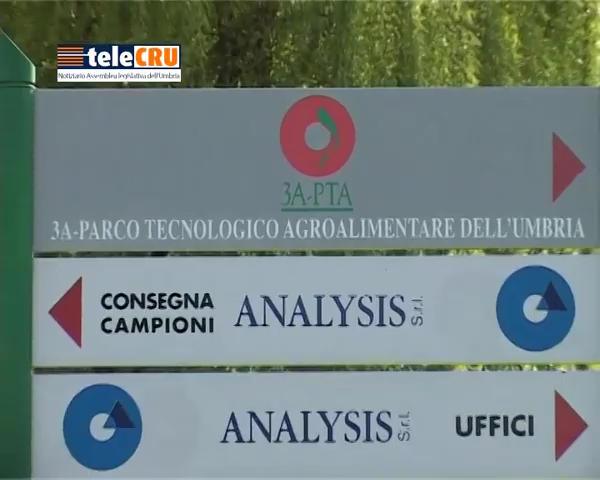 teleCRU
Notiziario Assemblea legislativa dell'Umbria
3A-PTA
3A-PARCO TECNOLOGICO AGROALIMENTARE DELL'UMBRIA
CONSEGNA
CAMPIONI
ANALYSIS S.r.l.
ANALYSIS S.r.l.
UFFICI